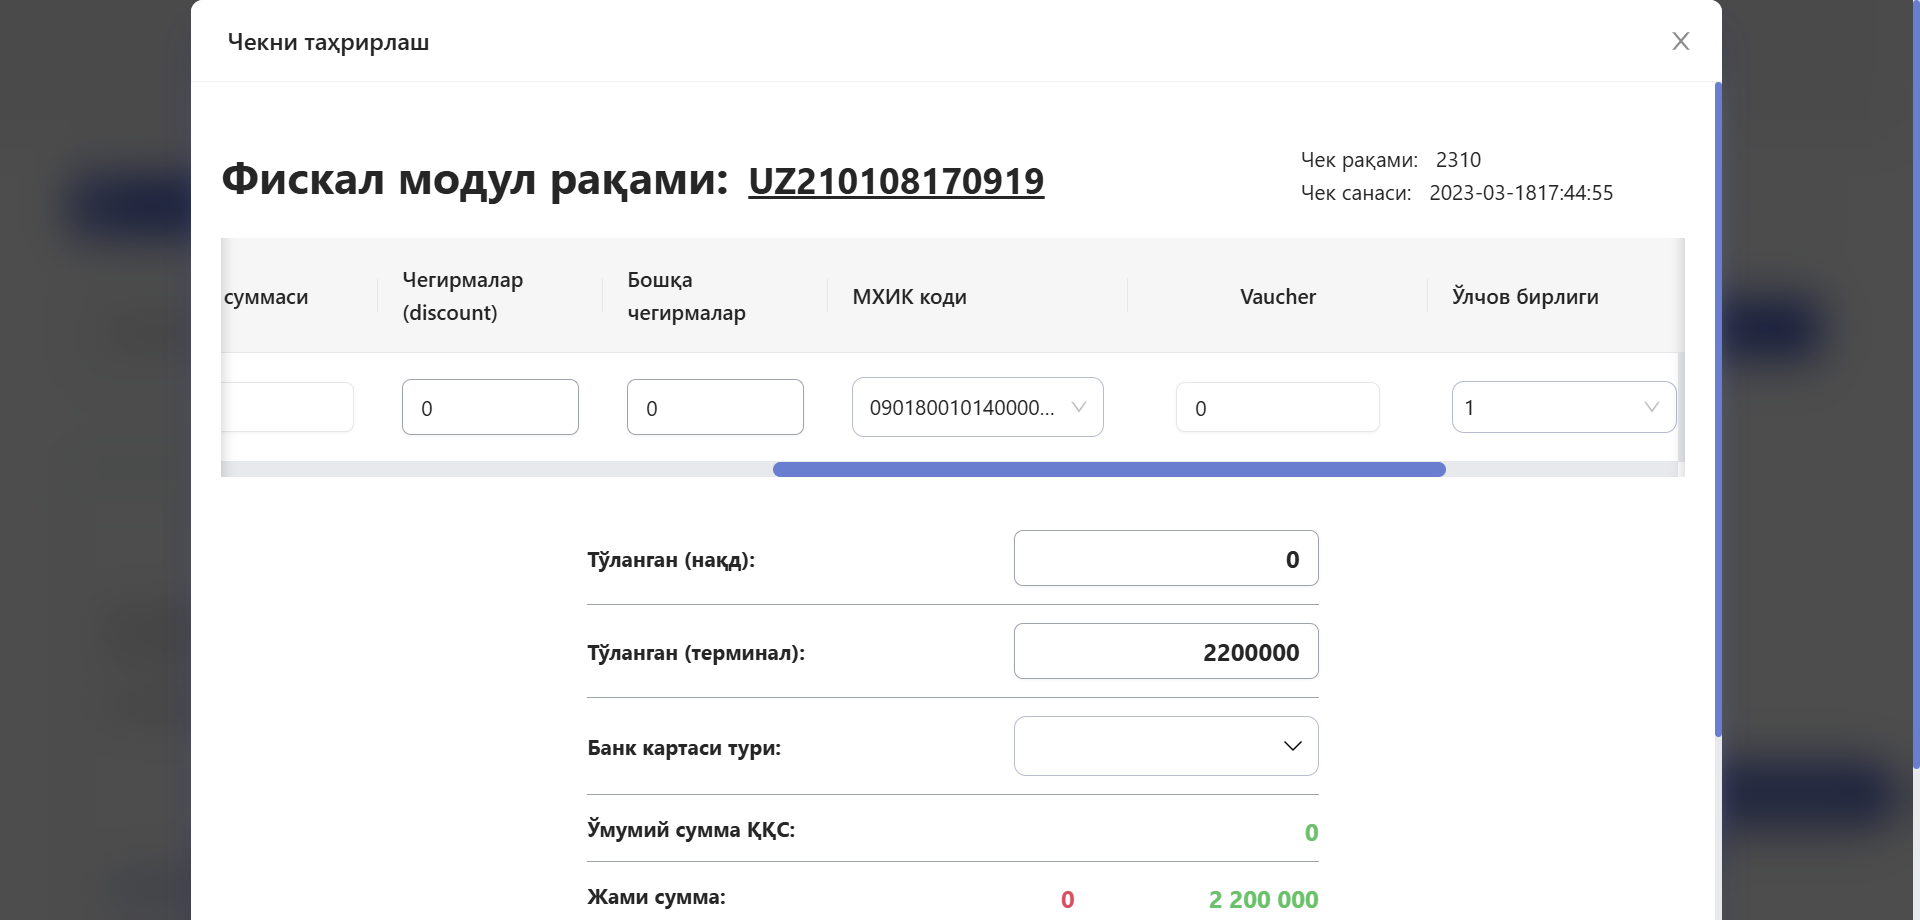 Чекни таҳрирлаш
Фискал модул рақами: UZ210108170919
Чек рақами: 2310
Чек санаси: 2023-03-1817:44:55
суммаси
Чегирмалар
(discount)
Бошқа
чегирмалар
МХИК коди
Vaucher
Ўлчов бирлиги
0
0
090180010140000...
0
1
Тўланган (нақд): 0
Тўланган (терминал): 2200000
Банк картаси тури:
Ўмумий сумма ҚҚС: 0
Жами сумма: 0 2 200 000